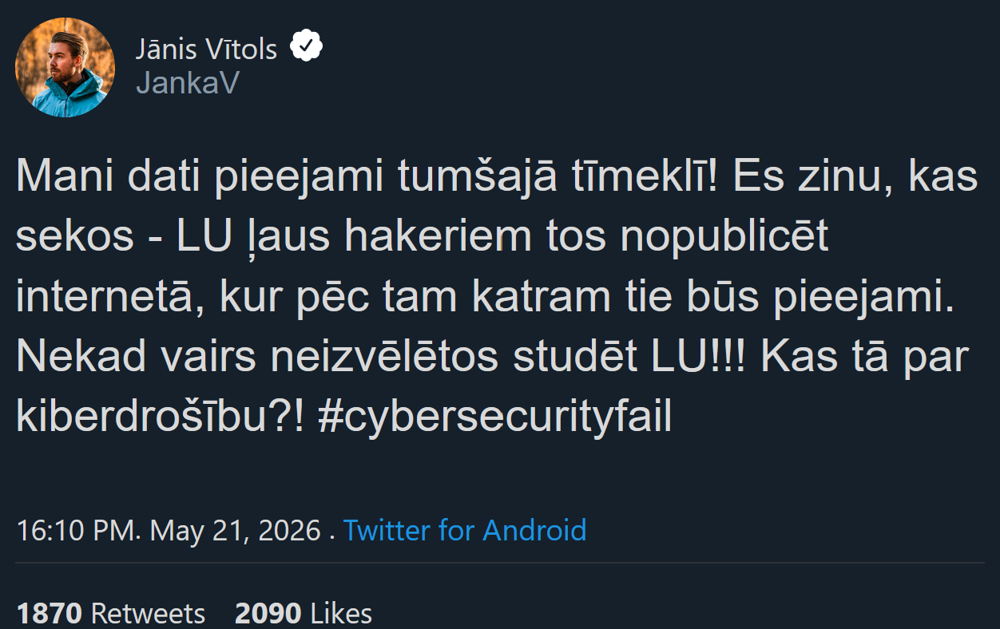 Jānis Vītols
JankaV
Mani dati pieejami tumšajā tīmeklī! Es zinu, kas
sekos - LU ļaus hakeriem tos nopublicēt
internetā, kur pēc tam katram tie būs pieejami.
Nekad vairs neizvēlētos studēt LU!!! Kas tā par
kiberdrošību?! #cybersecurityfail
16:10 PM. May 21, 2026 . Twitter for Android
1870 Retweets 2090 Likes